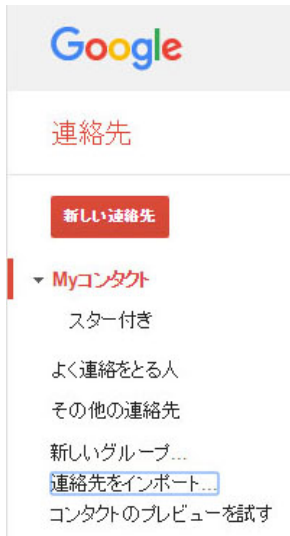 Google
連絡先
新しい連絡先
Myコンタクト
スター付き
よく連絡をとる人
その他の連絡先
新しいグループ...
連絡先をインポート...
コンタクトのプレビューを試す